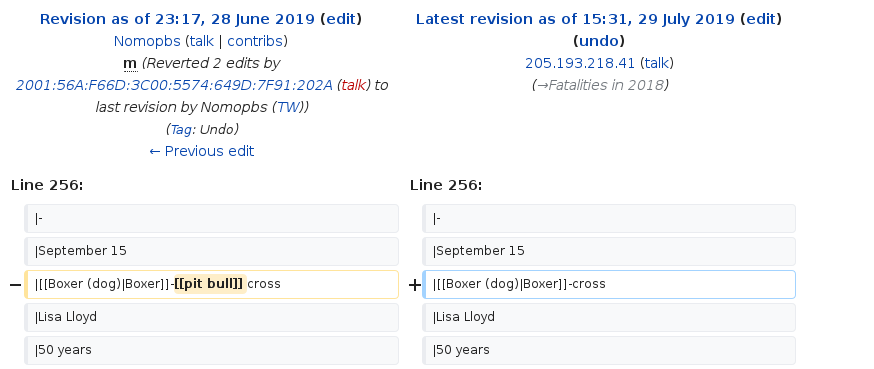 Revision as of 23:17, 28 June 2019 (edit)
Nomopbs (talk | contribs)
m (Reverted 2 edits by
2001:56A:F66D:3C00:5574:649D:7F91:202A (talk) to
last revision by Nomopbs (TW))
(Tag: Undo)
← Previous edit
Latest revision as of 15:31, 29 July 2019 (edit)
(undo)
205.193.218.41 (talk)
(→Fatalities in 2018)
Line 256:
Line 256:
|-
|-
|September 15
|September 15
− |[[Boxer (dog)|Boxer]]-[[pit bull]] cross
+ |[[Boxer (dog)|Boxer]]-cross
|Lisa Lloyd
|Lisa Lloyd
|50 years
|50 years